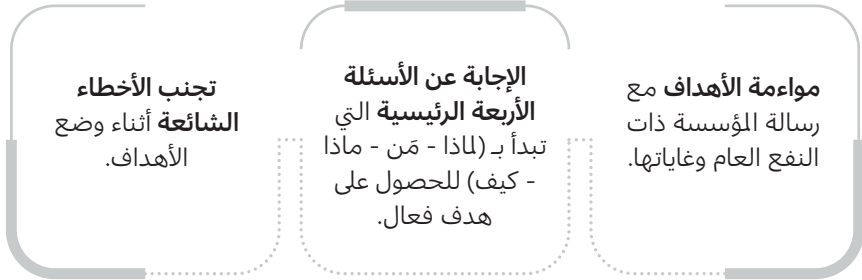 مواءمة الأهداف مع
رسالة المؤسسة ذات
النفع العام وغاياتها.
الإجابة عن الأسئلة
الأربعة الرئيسية التي
تبدأ بـ (لماذا - مَن - ماذا
- كيف) للحصول على
هدف فعال.
تجنب الأخطاء
الشائعة أثناء وضع
الأهداف.